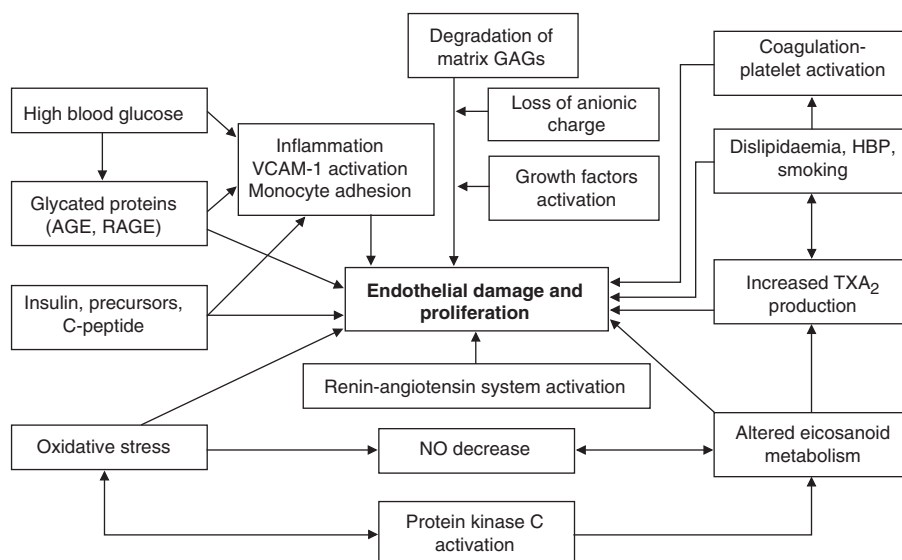 Degradation of
matrix GAGs
Coagulation-
platelet activation
High blood glucose
Loss of anionic
charge
Inflammation
VCAM-1 activation
Monocyte adhesion
Dislipidaemia, HBP,
smoking
Growth factors
activation
Glycated proteins
(AGE, RAGE)
Insulin, precursors,
C-peptide
Endothelial damage and
proliferation
Increased TXA2
production
Renin-angiotensin system activation
Oxidative stress
NO decrease
Altered eicosanoid
metabolism
Protein kinase C
activation